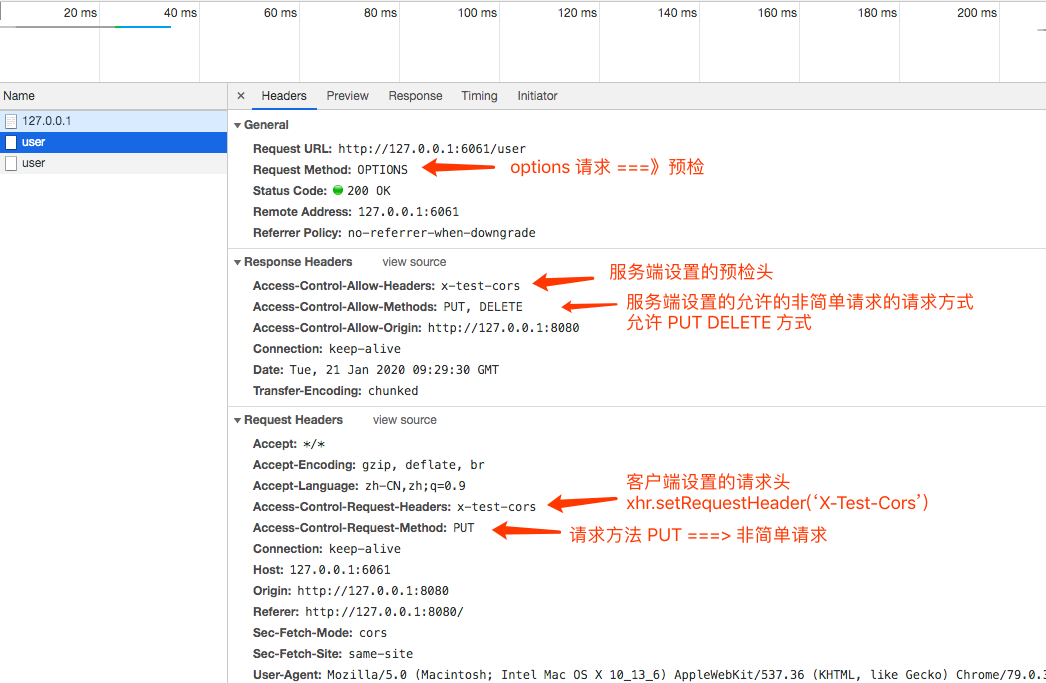 20 ms 40 ms 60 ms 80 ms 100 ms 120 ms 140 ms 160 ms 180 ms 200 ms
Name
× Headers Preview Response Timing Initiator
127.0.0.1
user
user
General
Request URL: http://127.0.0.1:6061/user
Request Method: OPTIONS
options 请求 ===》预检
Status Code: 200 OK
Remote Address: 127.0.0.1:6061
Referrer Policy: no-referrer-when-downgrade
Response Headers view source
服务端设置的预检头
Access-Control-Allow-Headers: x-test-cors
Access-Control-Allow-Methods: PUT, DELETE
服务端设置的允许的非简单请求的请求方式
允许 PUT DELETE 方式
Access-Control-Allow-Origin: http://127.0.0.1:8080
Connection: keep-alive
Date: Tue, 21 Jan 2020 09:29:30 GMT
Transfer-Encoding: chunked
Request Headers view source
Accept: */*
Accept-Encoding: gzip, deflate, br
Accept-Language: zh-CN,zh;q=0.9
客户端设置的请求头
xhr.setRequestHeader(‘X-Test-Cors’)
Access-Control-Request-Headers: x-test-cors
Access-Control-Request-Method: PUT
请求方法 PUT ===> 非简单请求
Connection: keep-alive
Host: 127.0.0.1:6061
Origin: http://127.0.0.1:8080
Referer: http://127.0.0.1:8080/
Sec-Fetch-Mode: cors
Sec-Fetch-Site: same-site
User-Agent: Mozilla/5.0 (Macintosh; Intel Mac OS X 10_13_6) AppleWebKit/537.36 (KHTML, like Gecko) Chrome/79.0.3